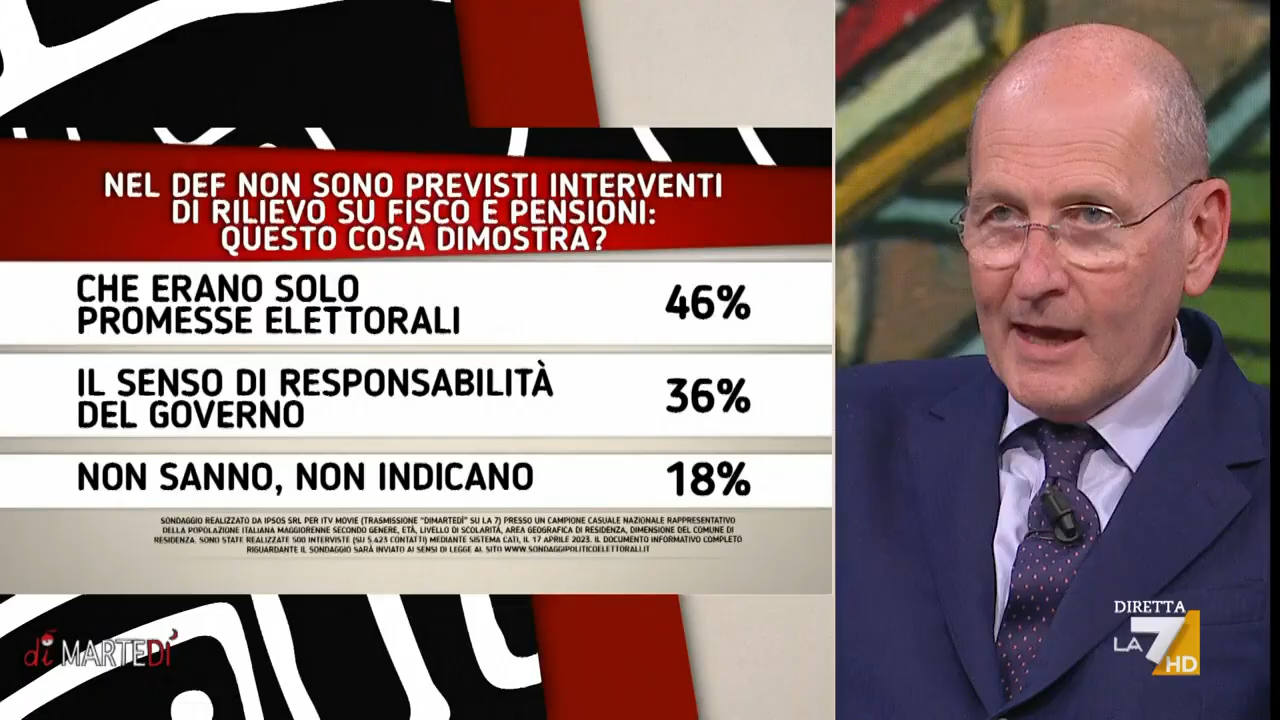 NEL DEF NON SONO PREVISTI INTERVENTI
DI RILIEVO SU FISCO E PENSIONI:
QUESTO COSA DIMOSTRA?
CHE ERANO SOLO
PROMESSE ELETTORALI
46%
IL SENSO DI RESPONSABILITÀ
DEL GOVERNO
36%
NON SANNO, NON INDICANO
18%
SONDAGGIO REALIZZATO DA IPSOS SRL PER ITV MOVIE (TRASMISSIONE "DIMARTEDÌ" SU LA 7) PRESSO UN CAMPIONE CASUALE NAZIONALE RAPPRESENTATIVO
DELLA POPOLAZIONE ITALIANA MAGGIORENNE SECONDO GENERE, ETÀ, LIVELLO DI SCOLARITÀ, AREA GEOGRAFICA DI RESIDENZA, DIMENSIONE DEL COMUNE DI
RESIDENZA. SONO STATE REALIZZATE 500 INTERVISTE (SU 5.623 CONTATTI) MEDIANTE SISTEMA CATI, IL 17 APRILE 2023. IL DOCUMENTO INFORMATIVO COMPLETO
RIGUARDANTE IL SONDAGGIO SARÀ INVIATO AI SENSI DI LEGGE AL SITO WWW.SONDAGGIPOLITICOELETTORALI.IT
di MARTEDÌ
DIRETTA
LA 7 HD